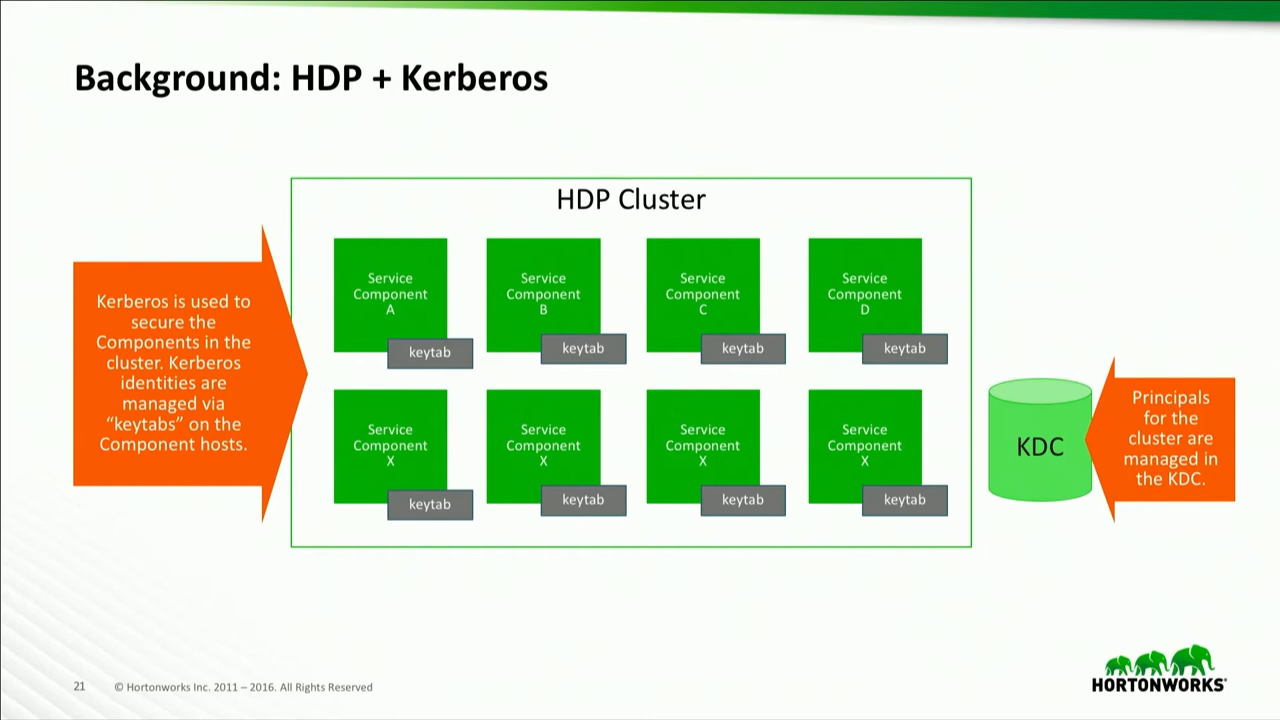 Background: HDP + Kerberos
HDP Cluster
Kerberos is used to
secure the
Components in the
cluster. Kerberos
identities are
managed via
“keytabs” on the
Component hosts.
Service
Component
A
keytab
Service
Component
B
keytab
Service
Component
C
keytab
Service
Component
D
keytab
Service
Component
X
keytab
Service
Component
X
keytab
Service
Component
X
keytab
Service
Component
X
keytab
KDC
Principals
for the
cluster are
managed in
the KDC.
21 © Hortonworks Inc. 2011 – 2016. All Rights Reserved
HORTONWORKS